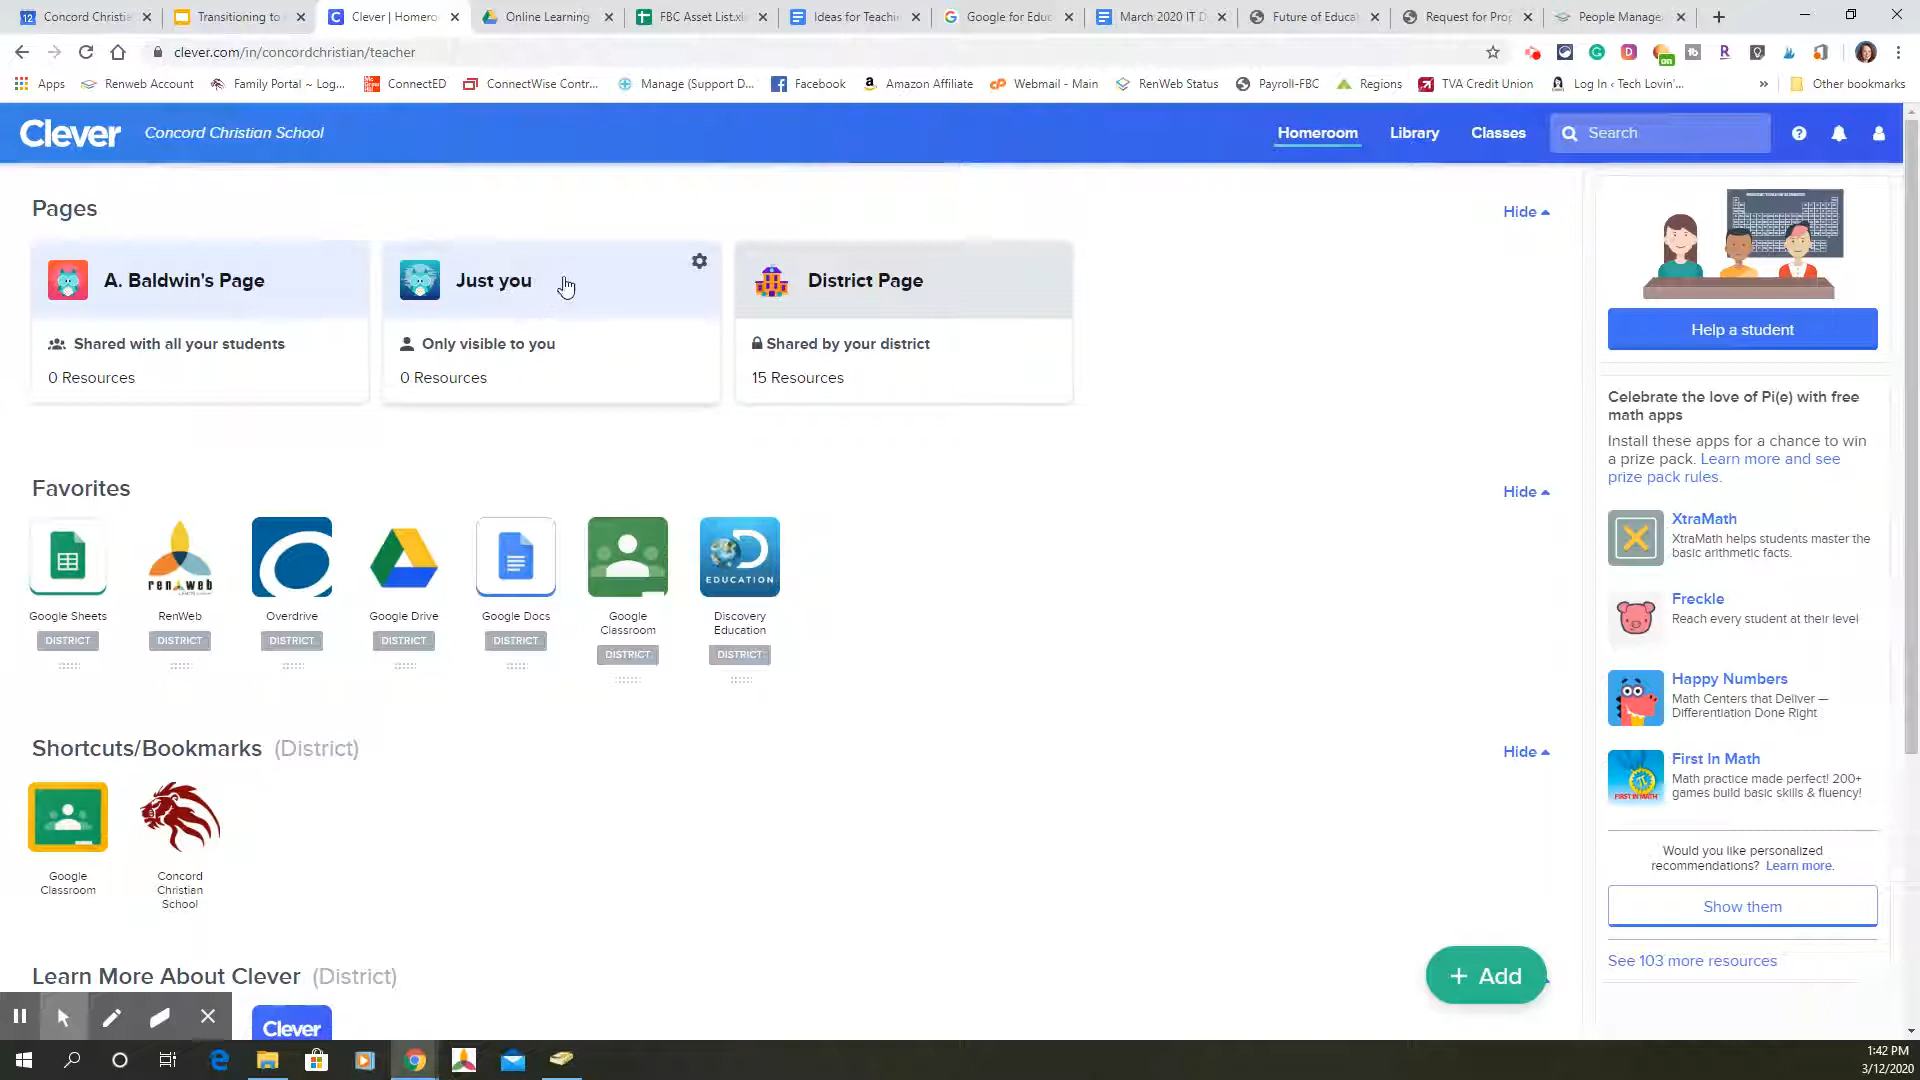 Concord Christia
Transitioning to
Clever | Homero
Online Learning
FBC Asset List.xl
Ideas for Teachi
Google for Educ
March 2020 IT D
Future of Educa
Request for Prop
People Manage
clever.com/in/concordchristian/teacher
Apps
Renweb Account
Family Portal ~ Log...
ConnectED
ConnectWise Contr...
Manage (Support D...
Facebook
Amazon Affiliate
Webmail - Main
RenWeb Status
Payroll-FBC
Regions
TVA Credit Union
Log In ‹ Tech Lovin'...
»
Other bookmarks
Clever
Concord Christian School
Homeroom
Library
Classes
Search
Pages
Hide
A. Baldwin's Page
Shared with all your students
0 Resources
Just you
Only visible to you
0 Resources
District Page
Shared by your district
15 Resources
Favorites
Hide
renweb
EDUCATION
Google Sheets
DISTRICT
RenWeb
DISTRICT
Overdrive
DISTRICT
Google Drive
DISTRICT
Google Docs
DISTRICT
Google
Classroom
DISTRICT
Discovery
Education
DISTRICT
Shortcuts/Bookmarks (District)
Hide
Google
Classroom
Concord
Christian
School
Learn More About Clever (District)
Clever
+ Add
Help a student
Celebrate the love of Pi(e) with free
math apps
Install these apps for a chance to win
a prize pack. Learn more and see
prize pack rules.
XtraMath
XtraMath helps students master the
basic arithmetic facts.
Freckle
Reach every student at their level
Happy Numbers
Math Centers that Deliver —
Differentiation Done Right
FIRST IN MATH
First In Math
Math practice made perfect! 200+
games build basic skills & fluency!
Would you like personalized
recommendations? Learn more.
Show them
See 103 more resources
1:42 PM
3/12/2020